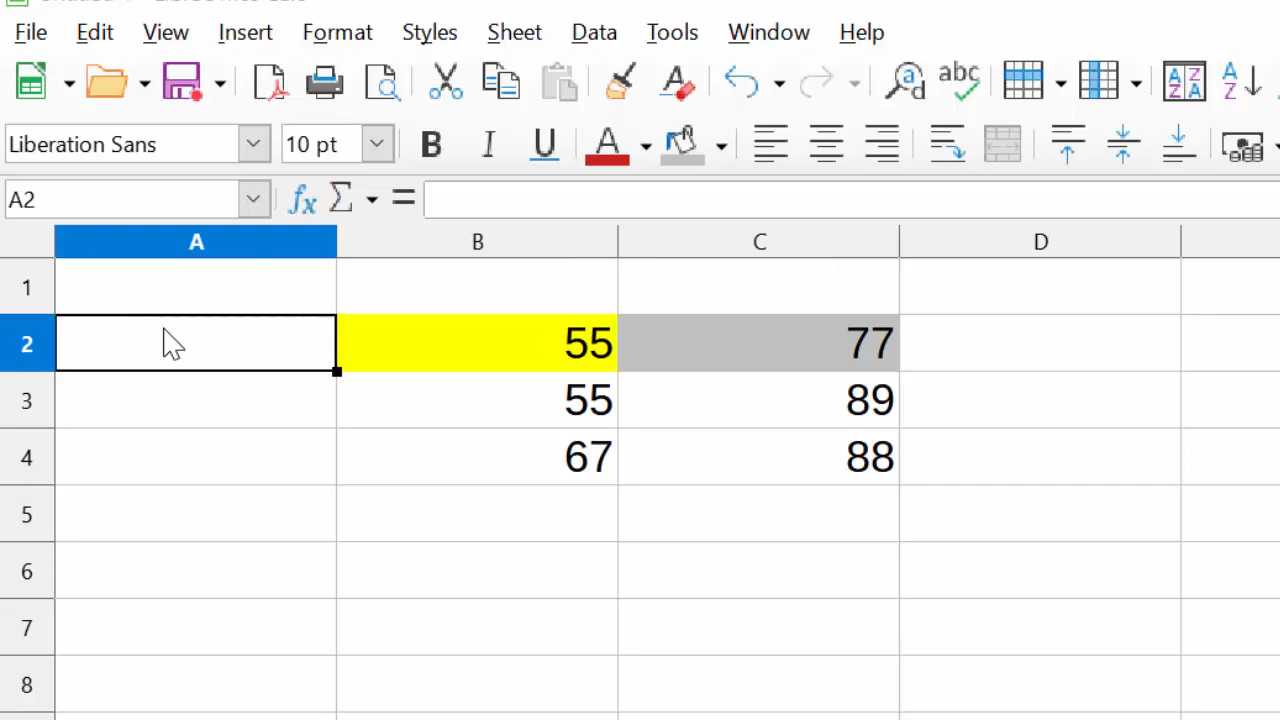 File Edit View Insert Format Styles Sheet Data Tools Window Help
Liberation Sans 10 pt B I U A
A2 fx Σ =
A B C D
1
2 55 77
3 55 89
4 67 88
5
6
7
8